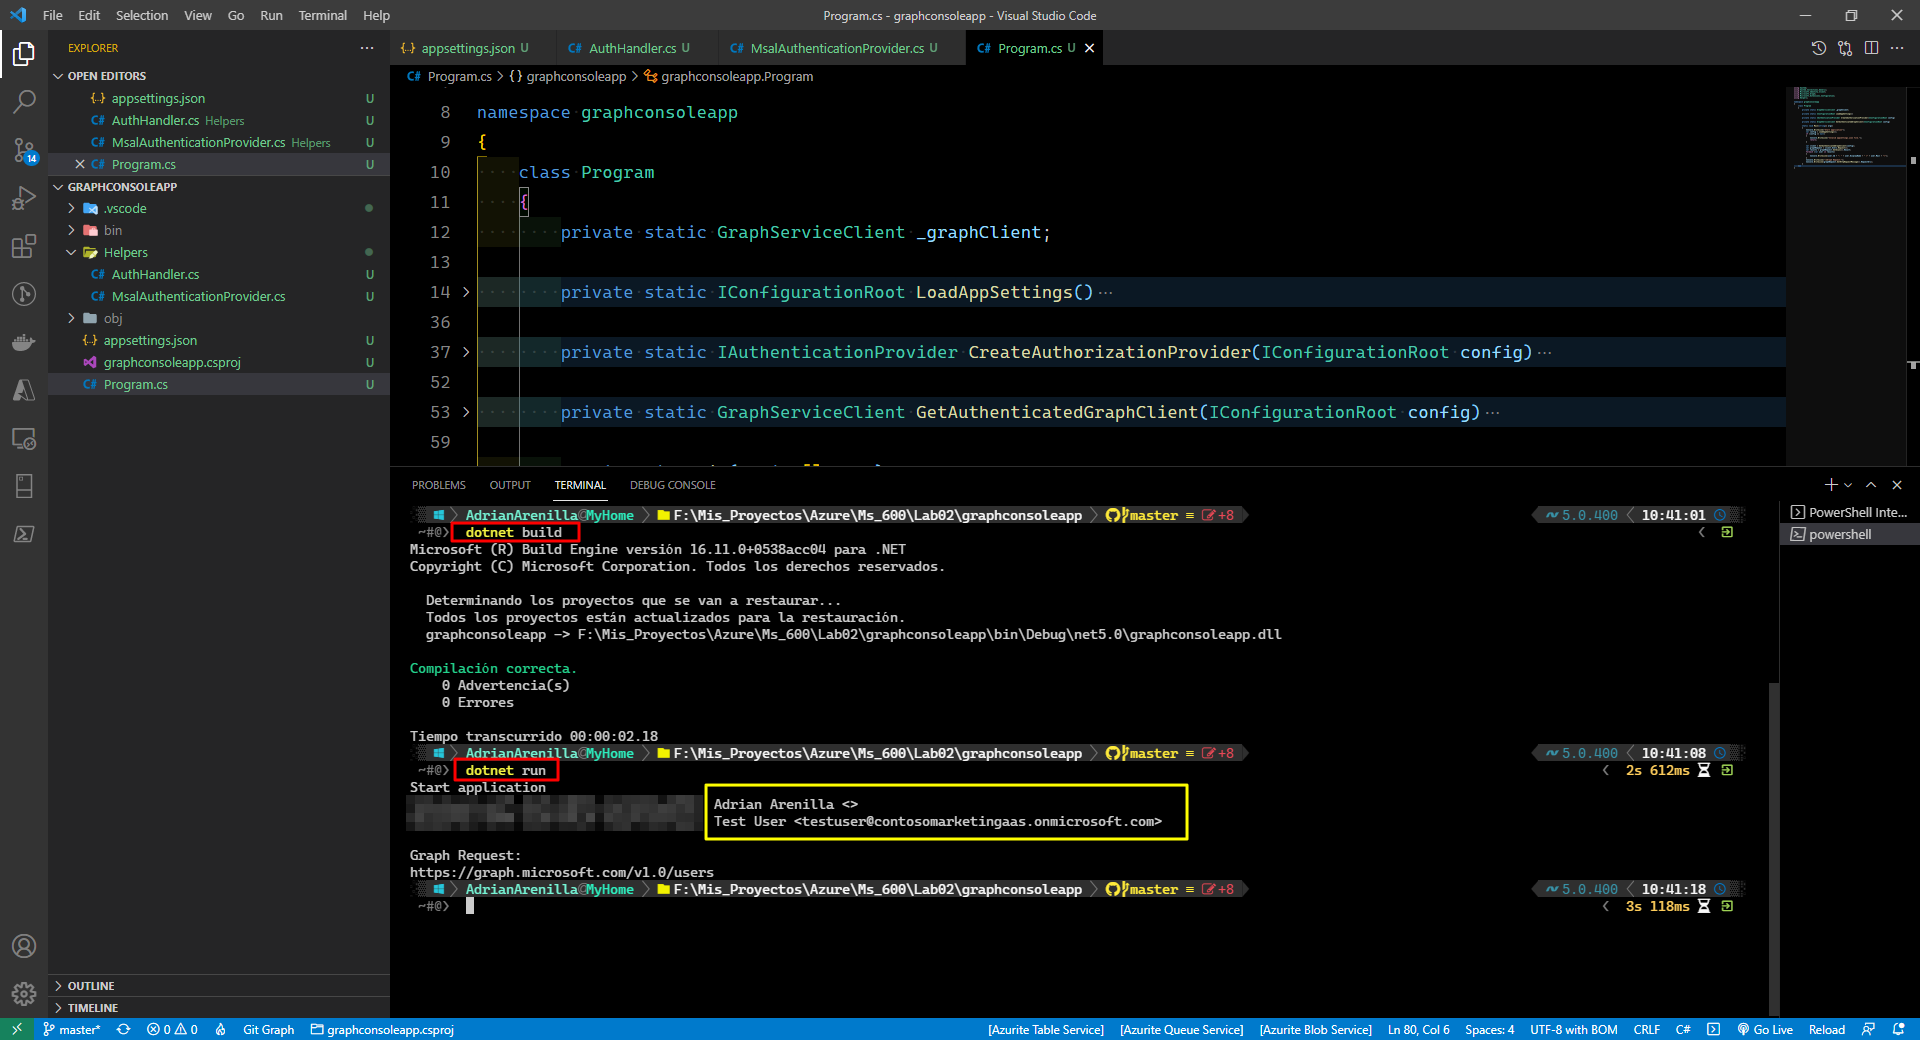 File Edit Selection View Go Run Terminal Help
Program.cs - graphconsoleapp - Visual Studio Code
EXPLORER
OPEN EDITORS
appsettings.json U
AuthHandler.cs Helpers U
MsalAuthenticationProvider.cs Helpers U
Program.cs U
GRAPHCONSOLEAPP
.vscode
bin
Helpers
AuthHandler.cs U
MsalAuthenticationProvider.cs U
obj
appsettings.json U
graphconsoleapp.csproj U
Program.cs U
OUTLINE
TIMELINE
14
appsettings.json U
AuthHandler.cs U
MsalAuthenticationProvider.cs U
Program.cs U
Program.cs > {} graphconsoleapp > graphconsoleapp.Program
8 namespace graphconsoleapp
9 {
10 class Program
11 {
12 private static GraphServiceClient _graphClient;
13
14 private static IConfigurationRoot LoadAppSettings()···
36
37 private static IAuthenticationProvider CreateAuthorizationProvider(IConfigurationRoot config)···
52
53 private static GraphServiceClient GetAuthenticatedGraphClient(IConfigurationRoot config)···
59
PROBLEMS OUTPUT TERMINAL DEBUG CONSOLE
AdrianArenilla@MyHome F:\Mis_Proyectos\Azure\Ms_600\Lab02\graphconsoleapp master ≡ +8 5.0.400 10:41:01
~#@> dotnet build
Microsoft (R) Build Engine versión 16.11.0+0538acc04 para .NET
Copyright (C) Microsoft Corporation. Todos los derechos reservados.
Determinando los proyectos que se van a restaurar...
Todos los proyectos están actualizados para la restauración.
graphconsoleapp -> F:\Mis_Proyectos\Azure\Ms_600\Lab02\graphconsoleapp\bin\Debug\net5.0\graphconsoleapp.dll
Compilación correcta.
0 Advertencia(s)
0 Errores
Tiempo transcurrido 00:00:02.18
AdrianArenilla@MyHome F:\Mis_Proyectos\Azure\Ms_600\Lab02\graphconsoleapp master ≡ +8 5.0.400 10:41:08
~#@> dotnet run 2s 612ms
Start application
Adrian Arenilla <>
Test User <testuser@contosomarketingaas.onmicrosoft.com>
Graph Request:
https://graph.microsoft.com/v1.0/users
AdrianArenilla@MyHome F:\Mis_Proyectos\Azure\Ms_600\Lab02\graphconsoleapp master ≡ +8 5.0.400 10:41:18
~#@> 3s 118ms
PowerShell Inte...
powershell
master* 0 0 Git Graph graphconsoleapp.csproj [Azurite Table Service] [Azurite Queue Service] [Azurite Blob Service] Ln 80, Col 6 Spaces: 4 UTF-8 with BOM CRLF C# Go Live Reload